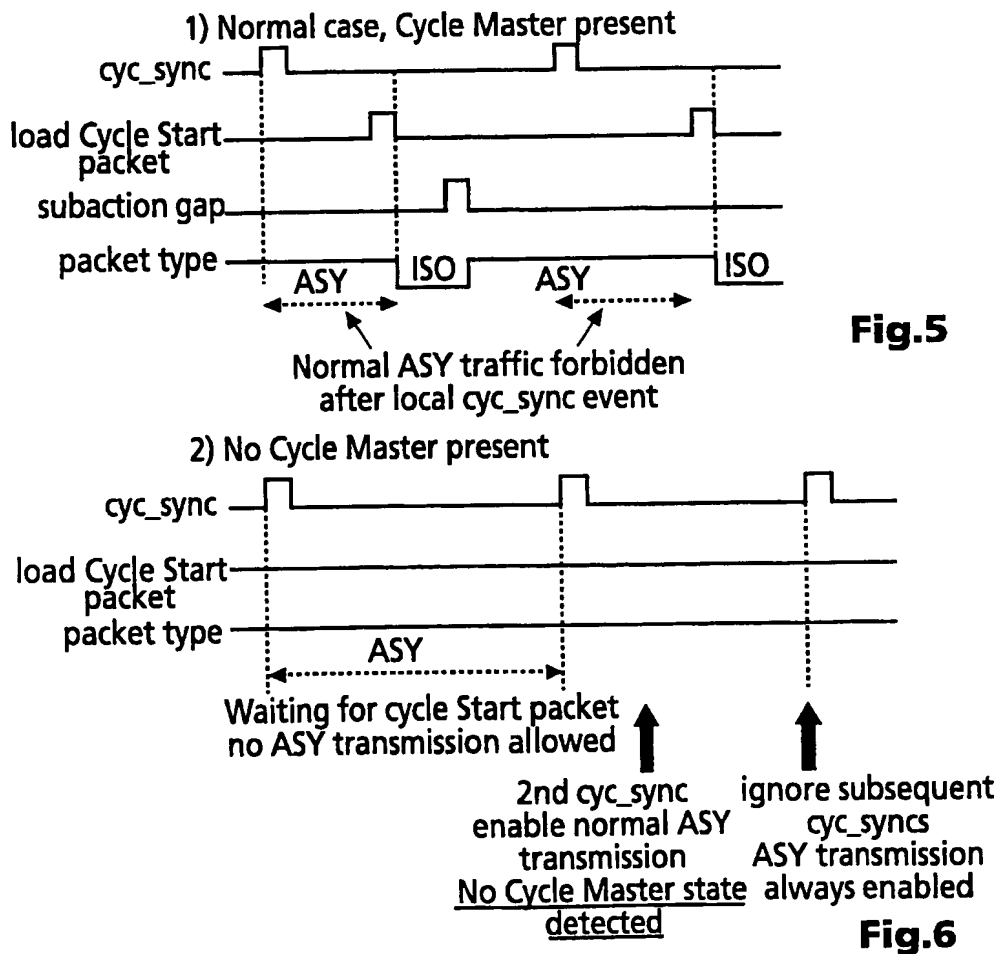 1) Normal case, Cycle Master present
cyc_sync
load Cycle Start
packet
subaction gap
packet type
ASY
ISO
ASY
ISO
Fig.5
Normal ASY traffic forbidden
after local cyc_sync event
2) No Cycle Master present
cyc_sync
load Cycle Start
packet
packet type
ASY
Waiting for cycle Start packet
no ASY transmission allowed
2nd cyc_sync
enable normal ASY
transmission
No Cycle Master state
detected
ignore subsequent
cyc_syncs
ASY transmission
always enabled
Fig.6